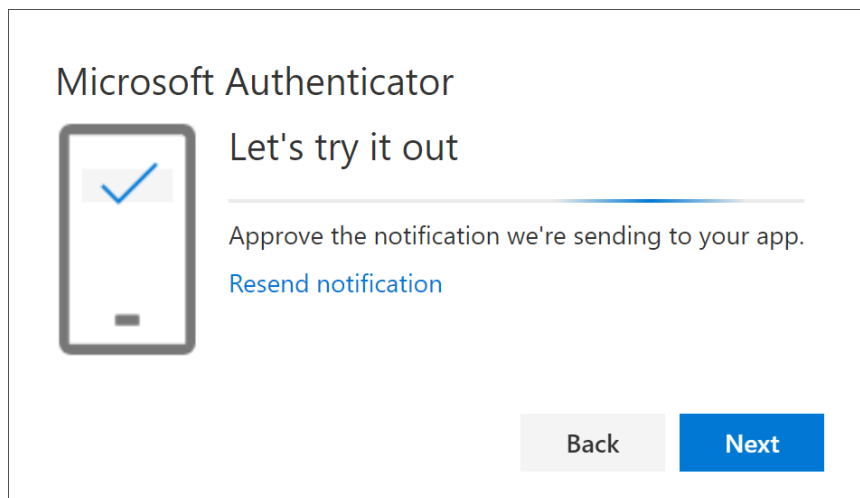 Microsoft Authenticator
Let's try it out
Approve the notification we're sending to your app.
Resend notification
Back
Next